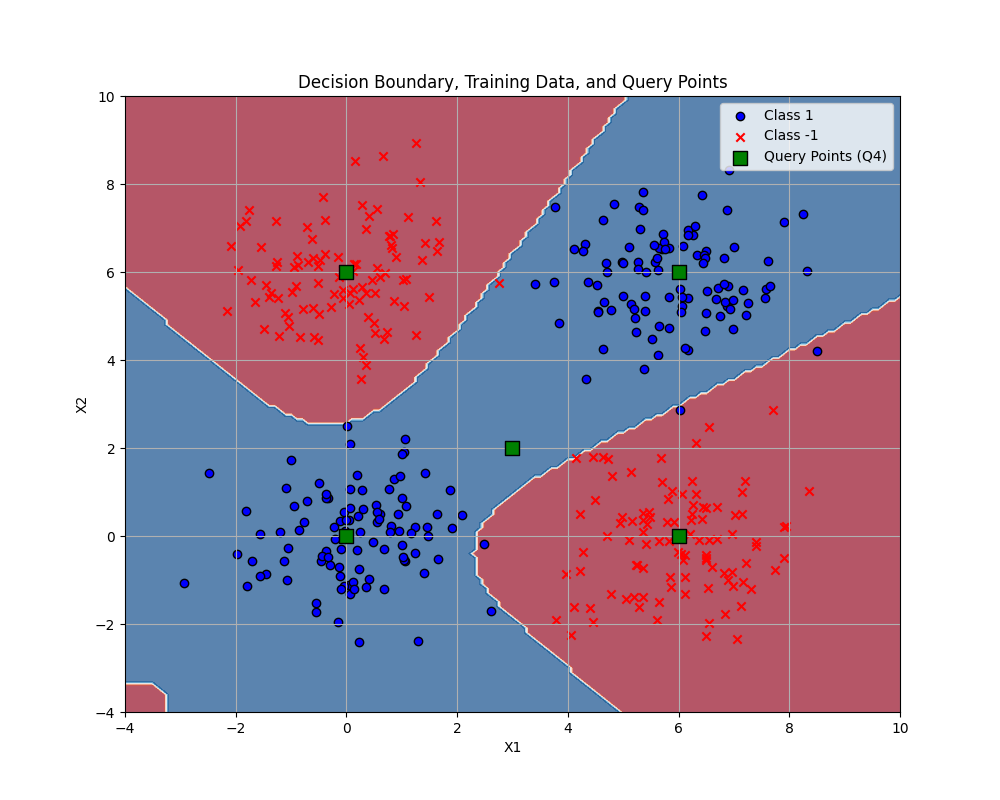 Decision Boundary, Training Data, and Query Points
Class 1
Class -1
Query Points (Q4)
10
8
6
4
2
0
−2
−4
X2
−4 −2 0 2 4 6 8 10
X1